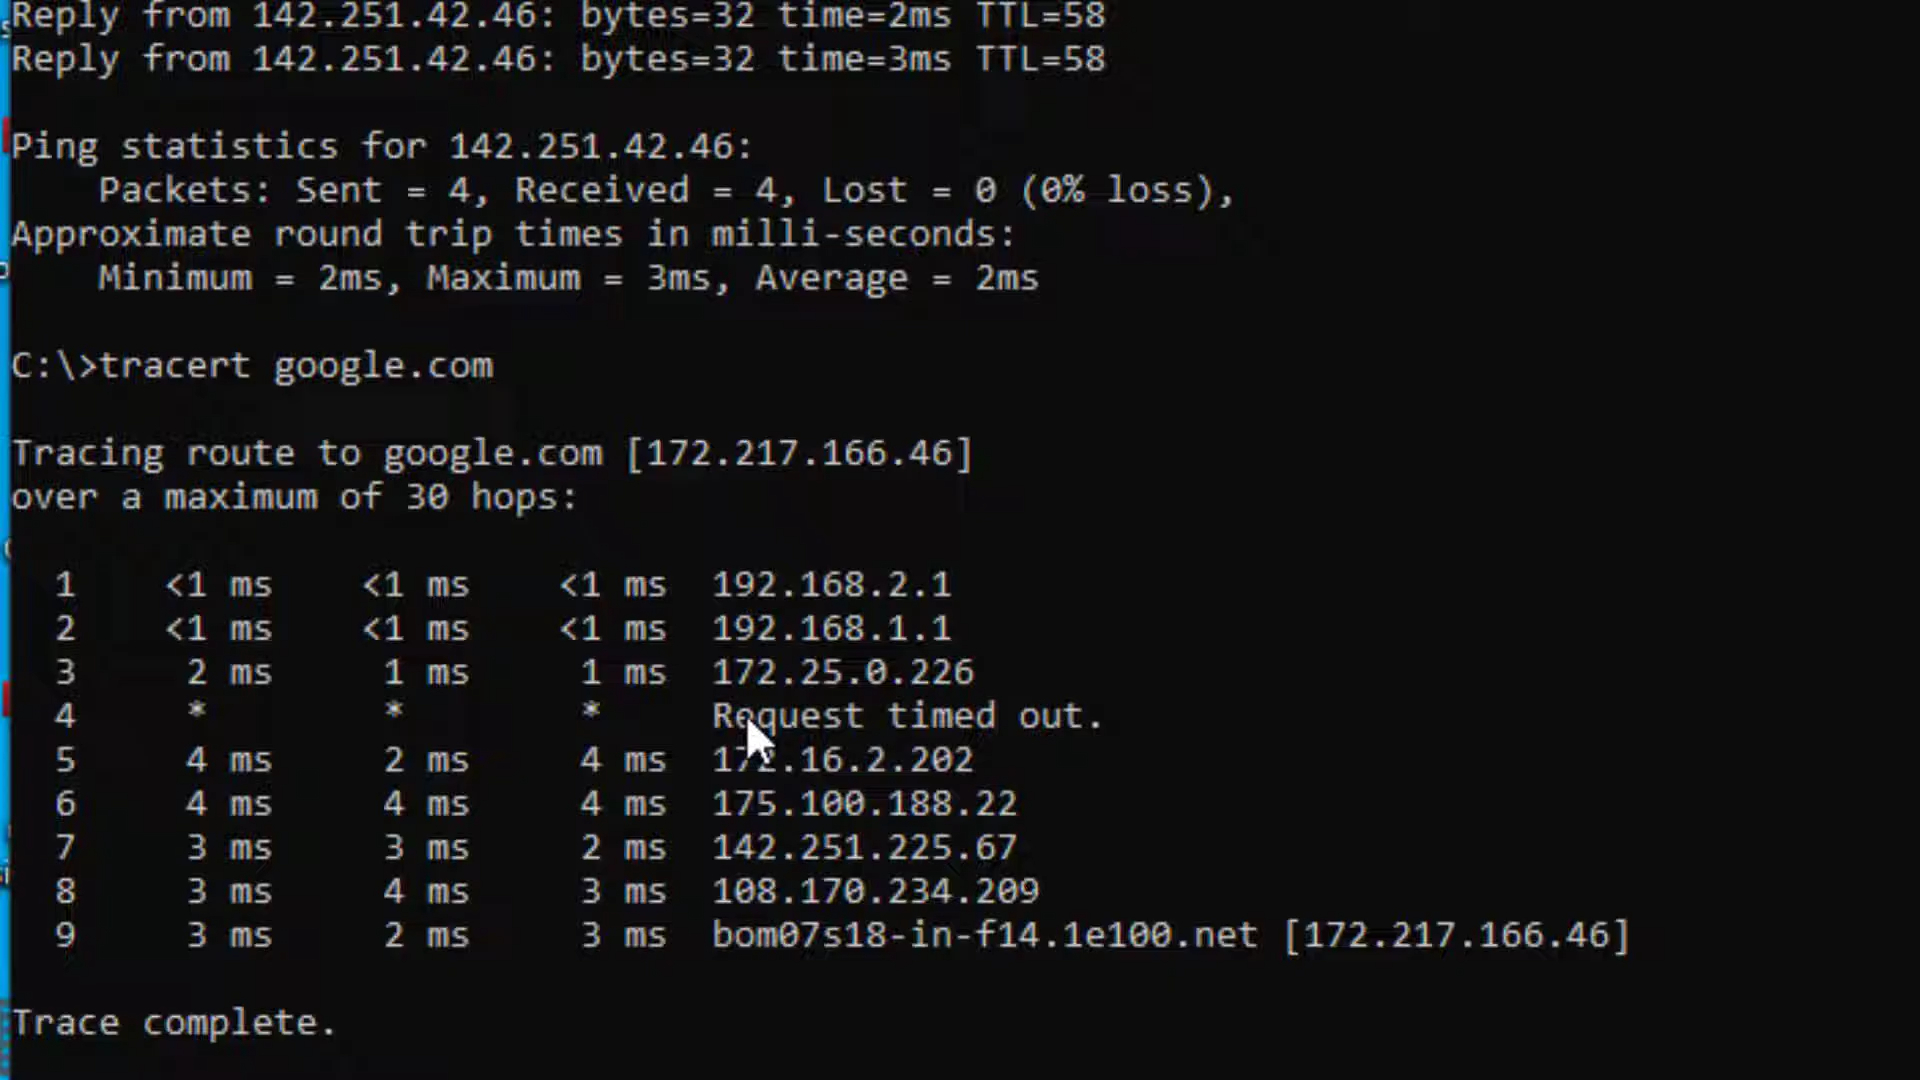 Reply from 142.251.42.46: bytes=32 time=2ms TTL=58
Reply from 142.251.42.46: bytes=32 time=3ms TTL=58
Ping statistics for 142.251.42.46:
Packets: Sent = 4, Received = 4, Lost = 0 (0% loss),
Approximate round trip times in milli-seconds:
Minimum = 2ms, Maximum = 3ms, Average = 2ms
C:\>tracert google.com
Tracing route to google.com [172.217.166.46]
over a maximum of 30 hops:
1 <1 ms <1 ms <1 ms 192.168.2.1
2 <1 ms <1 ms <1 ms 192.168.1.1
3 2 ms 1 ms 1 ms 172.25.0.226
4 * * * Request timed out.
5 4 ms 2 ms 4 ms 172.16.2.202
6 4 ms 4 ms 4 ms 175.100.188.22
7 3 ms 3 ms 2 ms 142.251.225.67
8 3 ms 4 ms 3 ms 108.170.234.209
9 3 ms 2 ms 3 ms bom07s18-in-f14.1e100.net [172.217.166.46]
Trace complete.